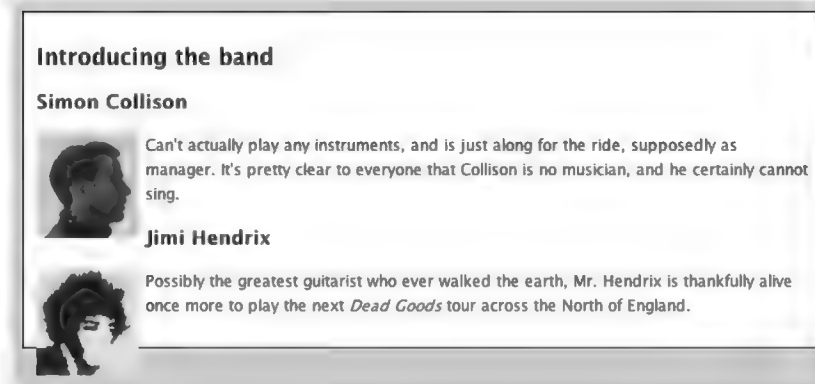 Introducing the band
Simon Collison
Can't actually play any instruments, and is just along for the ride, supposedly as
manager. It's pretty clear to everyone that Collison is no musician, and he certainly cannot
sing.
Jimi Hendrix
Possibly the greatest guitarist who ever walked the earth, Mr. Hendrix is thankfully alive
once more to play the next Dead Goods tour across the North of England.